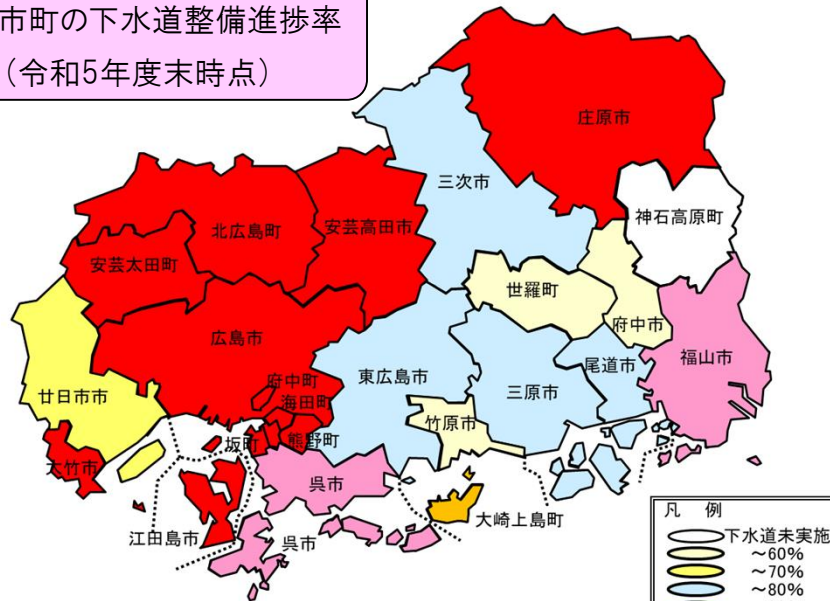 市町の下水道整備進捗率
（令和5年度末時点）
庄原市
三次市
神石高原町
北広島町
安芸高田市
安芸太田町
世羅町
府中市
広島市
福山市
尾道市
東広島市
三原市
府中町
海田町
廿日市市
竹原市
坂町
熊野町
大竹市
呉市
大崎上島町
江田島市
呉市
凡 例
下水道未実施
～60%
～70%
～80%